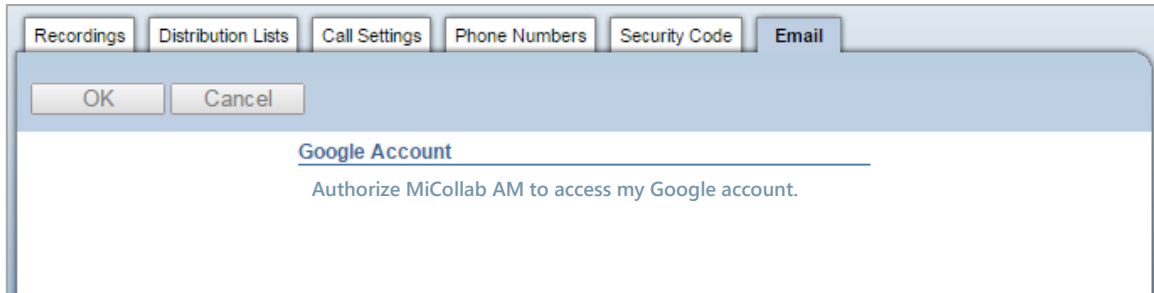 Recordings Distribution Lists Call Settings Phone Numbers Security Code Email
OK Cancel
Google Account
Authorize MiCollab AM to access my Google account.